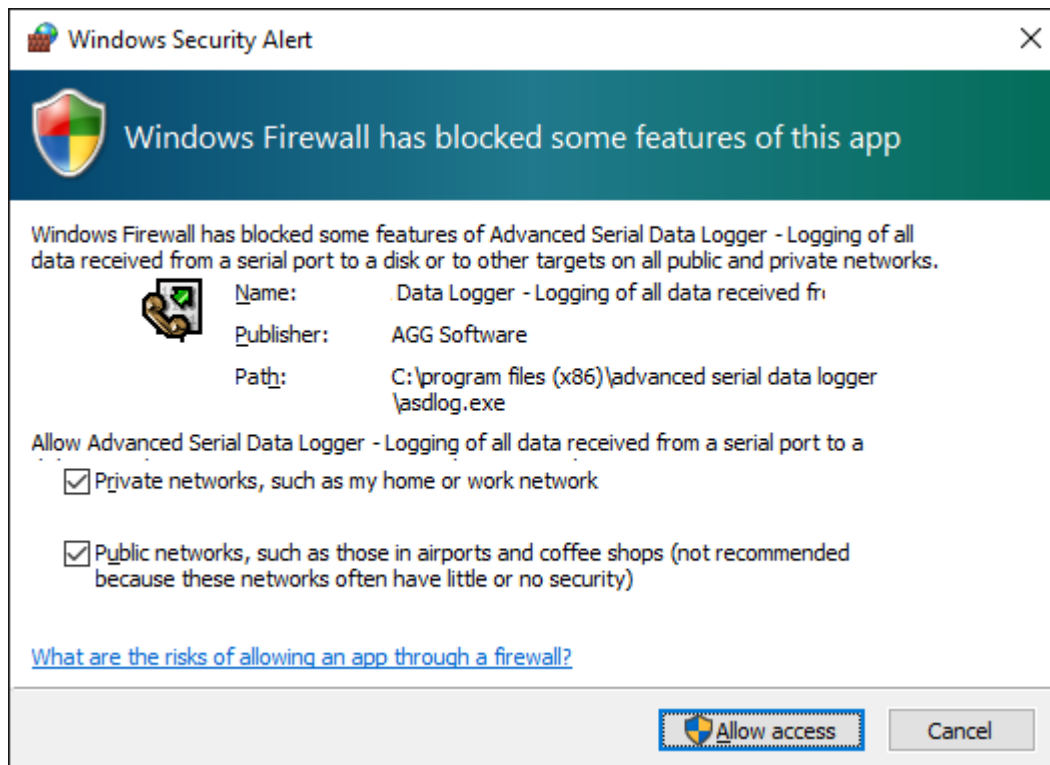 Windows Security Alert
Windows Firewall has blocked some features of this app
Windows Firewall has blocked some features of Advanced Serial Data Logger - Logging of all
data received from a serial port to a disk or to other targets on all public and private networks.
Name: Data Logger - Logging of all data received
Publisher: AGG Software
Path: C:\program files (x86)\advanced serial data logger
\asdlog.exe
Allow Advanced Serial Data Logger - Logging of all data received from a serial port to a
Private networks, such as my home or work network
Public networks, such as those in airports and coffee shops (not recommended
because these networks often have little or no security)
What are the risks of allowing an app through a firewall?
Allow access
Cancel